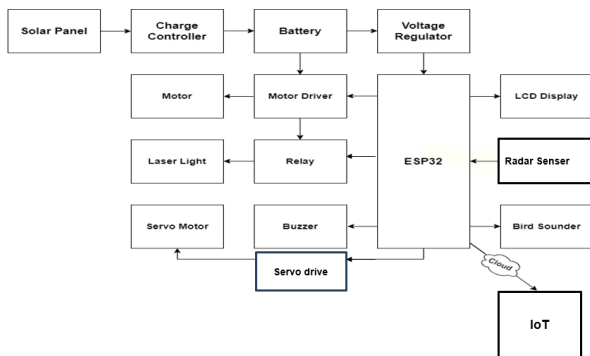 Solar Panel
Charge
Controller
Battery
Voltage
Regulator
Motor
Motor Driver
ESP32
LCD Display
Laser Light
Relay
Radar Senser
Servo Motor
Buzzer
Bird Sounder
Servo drive
Cloud
IoT